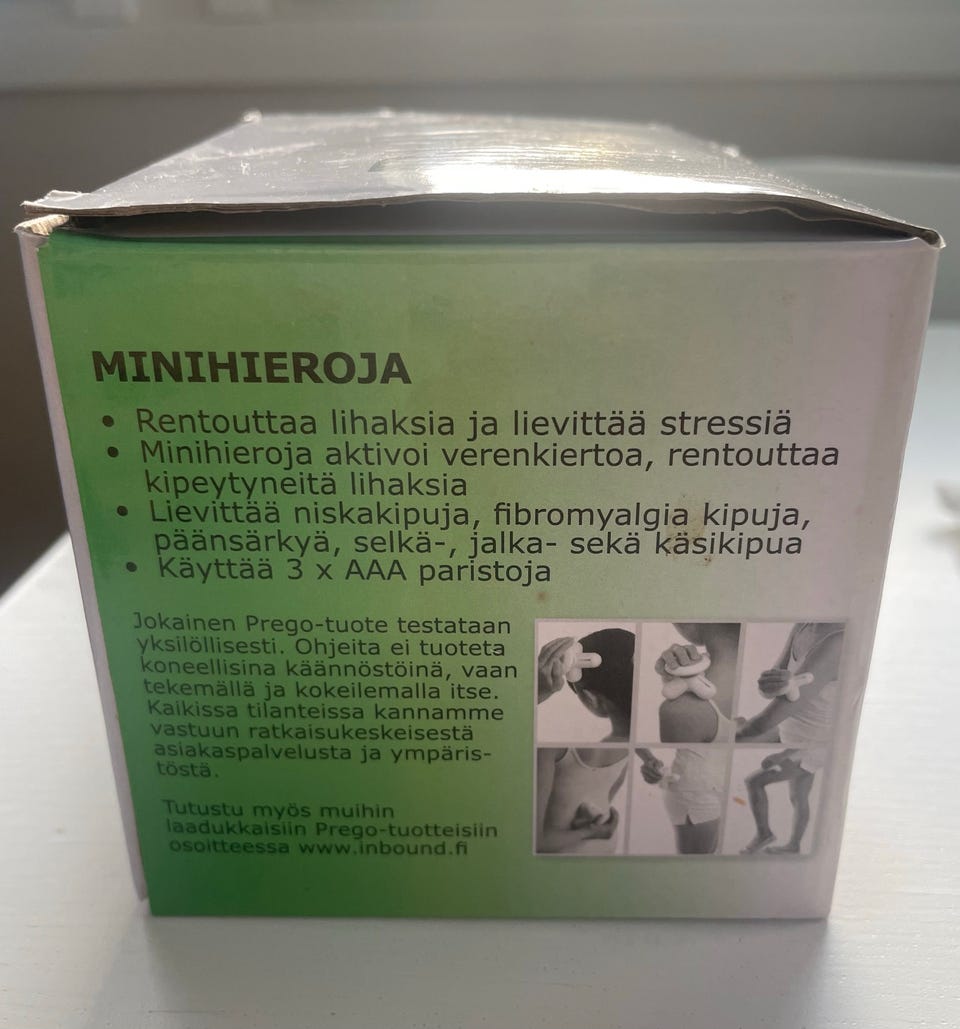 MINIHIEROJA
• Rentouttaa lihaksia ja lievittää stressiä
• Minihieroja aktivoi verenkiertoa, rentouttaa
kipeytyneitä lihaksia
• Lievittää niskakipuja, fibromyalgia kipuja,
päänsärkyä, selkä-, jalka- sekä käsikipua
• Käyttää 3 x AAA paristoja
Jokainen Prego-tuote testataan
yksilöllisesti. Ohjeita ei tuoteta
koneellisina käännöstöinä, vaan
tekemällä ja kokeilemalla itse.
Kaikissa tilanteissa kannamme
vastuun ratkaisukeskeisestä
asiakaspalvelusta ja ympäris-
töstä.
Tutustu myös muihin
laadukkaisiin Prego-tuotteisiin
osoitteessa www.inbound.fi